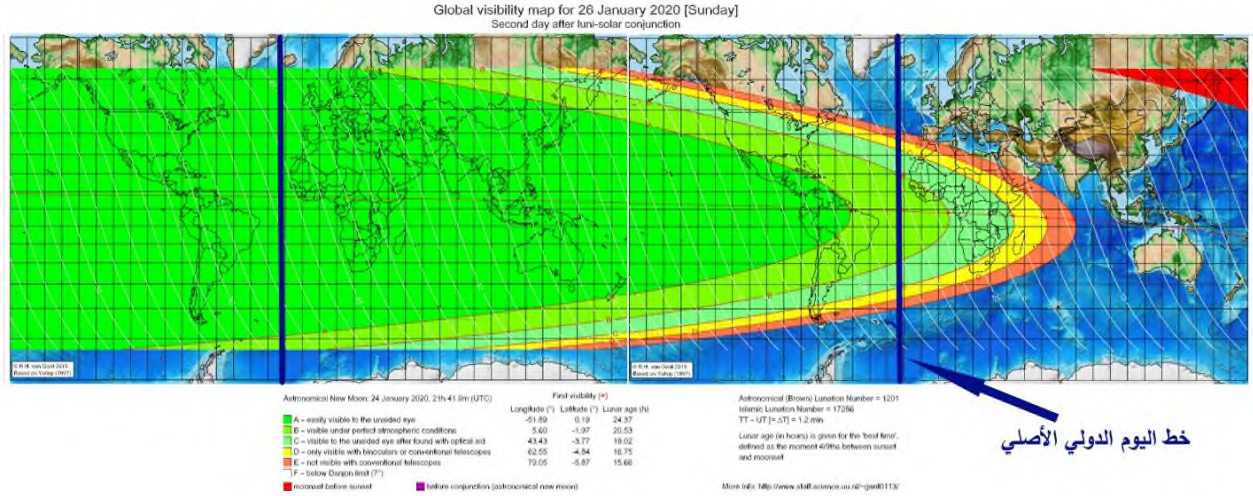 Global visibility map for 26 January 2020 [Sunday]
Second day after luni-solar conjunction
© R.H. van Gent 2015
Based on Yallop (1997)
© R.H. van Gent 2015
Based on Yallop (1997)
Astronomical New Moon: 24 January 2020, 21h 41.9m (UTC)
First visibility (•)
Longitude (°) Latitude (°) Lunar age (h)
A – easily visible to the unaided eye -51.89 0.19 24.37
B – visible under perfect atmospheric conditions 5.60 -1.97 20.53
C – visible to the unaided eye after found with optical aid 43.43 -3.77 18.02
D – only visible with binoculars or conventional telescopes 62.55 -4.84 16.75
E – not visible with conventional telescopes 79.05 -5.87 15.66
F – below Danjon limit (7°)
moonset before sunset
before conjunction (astronomical new moon)
Astronomical (Brown) Lunation Number = 1201
Islamic Lunation Number = 17256
TT – UT [= ΔT] = 1.2 min
Lunar age (in hours) is given for the 'best time',
defined as the moment 4/9ths between sunset
and moonset
More info: http://www.staff.science.uu.nl/~gent0113/
خط اليوم الدولي الأصلي